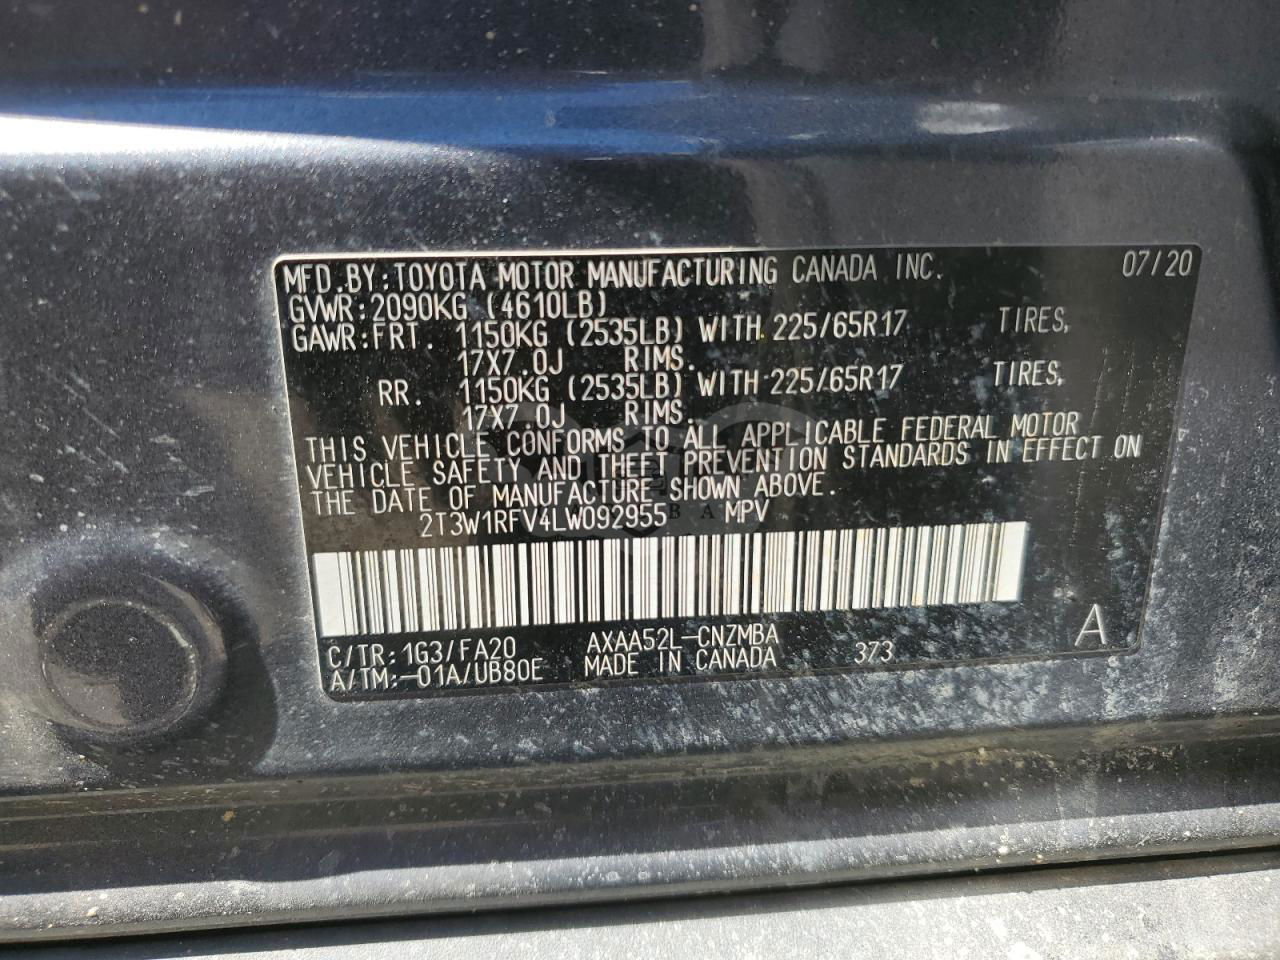 MFD.BY:TOYOTA MOTOR MANUFACTURING CANADA INC. 07/20
GVWR:2090KG (4610LB)
GAWR:FRT. 1150KG (2535LB) WITH 225/65R17 TIRES,
17X7.0J RIMS.
RR. 1150KG (2535LB) WITH 225/65R17 TIRES,
17X7.0J RIMS.
THIS VEHICLE CONFORMS TO ALL APPLICABLE FEDERAL MOTOR
VEHICLE SAFETY AND THEFT PREVENTION STANDARDS IN EFFECT ON
THE DATE OF MANUFACTURE SHOWN ABOVE.
2T3W1RFV4LW092955 MPV
C/TR:1G3/FA20 AXAA52L-CNZMBA 373 A
A/TM:-01A/UB80E MADE IN CANADA